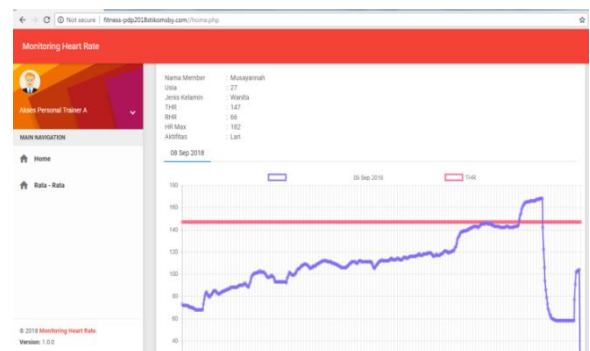 Not secure | fitness-pdp2018stikomsby.com//home.php
Monitoring Heart Rate
Akses Personal Trainer A
MAIN NAVIGATION
Home
Rata - Rata
© 2018 Monitoring Heart Rate.
Version: 1.0.0
Nama Member : Musayannah
Usia : 27
Jenis Kelamin : Wanita
THR : 147
RHR : 66
HR Max : 182
Aktifitas : Lari
08 Sep 2018
08 Sep 2018 THR
180
160
140
120
100
80
60
40